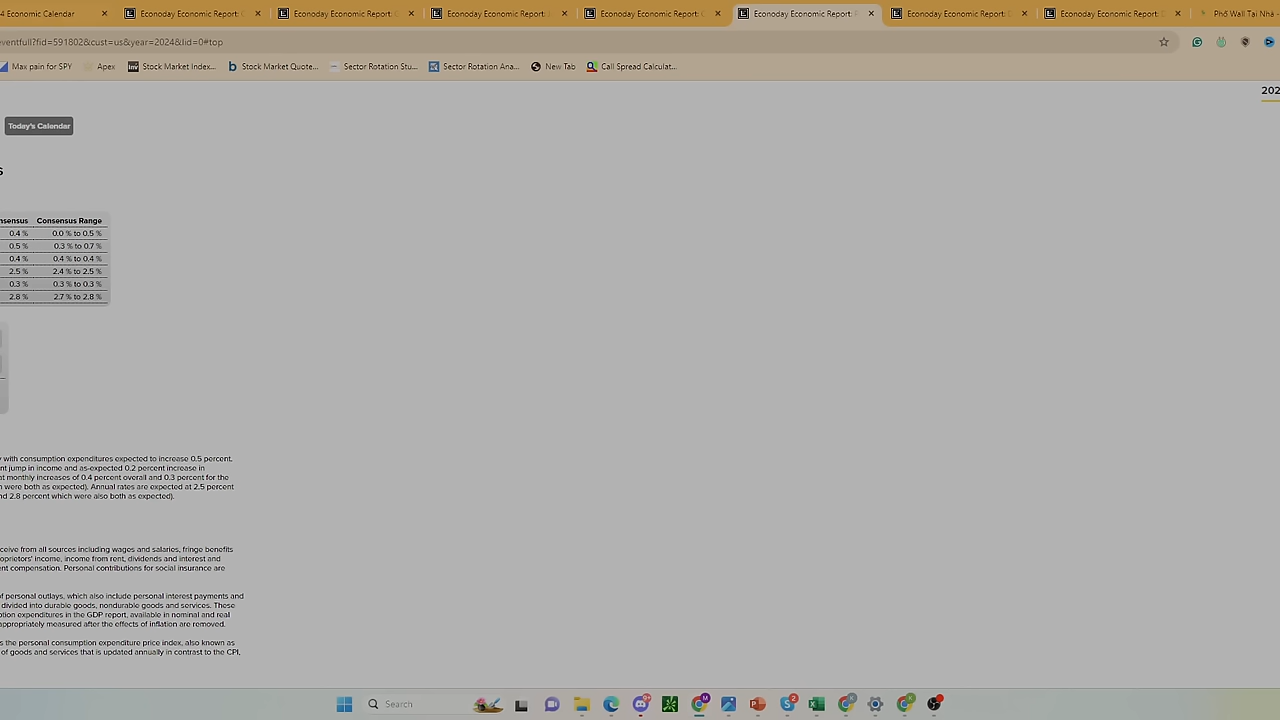 4 Economic Calendar
Econoday Economic Report:
Econoday Economic Report:
Econoday Economic Report:
Econoday Economic Report:
Econoday Economic Report:
Econoday Economic Report:
Econoday Economic Report:
Phố Wall Tại Nhà -
eventfull?fid=591802&cust=us&year=2024&lid=0#top
Max pain for SPY
Apex
Stock Market Index...
Stock Market Quote...
Sector Rotation Stu...
Sector Rotation Ana...
New Tab
Call Spread Calculat...
202
Today's Calendar
s
nsensus Consensus Range
0.4 % 0.0 % to 0.5 %
0.5 % 0.3 % to 0.7 %
0.4 % 0.4 % to 0.4 %
2.5 % 2.4 % to 2.5 %
0.3 % 0.3 % to 0.3 %
2.8 % 2.7 % to 2.8 %
with consumption expenditures expected to increase 0.5 percent,
nt jump in income and as-expected 0.2 percent increase in
at monthly increases of 0.4 percent overall and 0.3 percent for the
h were both as expected). Annual rates are expected at 2.5 percent
nd 2.8 percent which were also both as expected).
ceive from all sources including wages and salaries, fringe benefits
oprietors' income, income from rent, dividends and interest and
ent compensation. Personal contributions for social insurance are
of personal outlays, which also include personal interest payments and
divided into durable goods, nondurable goods and services. These
ption expenditures in the GDP report, available in nominal and real
appropriately measured after the effects of inflation are removed.
s the personal consumption expenditure price index, also known as
of goods and services that is updated annually in contrast to the CPI,
Search